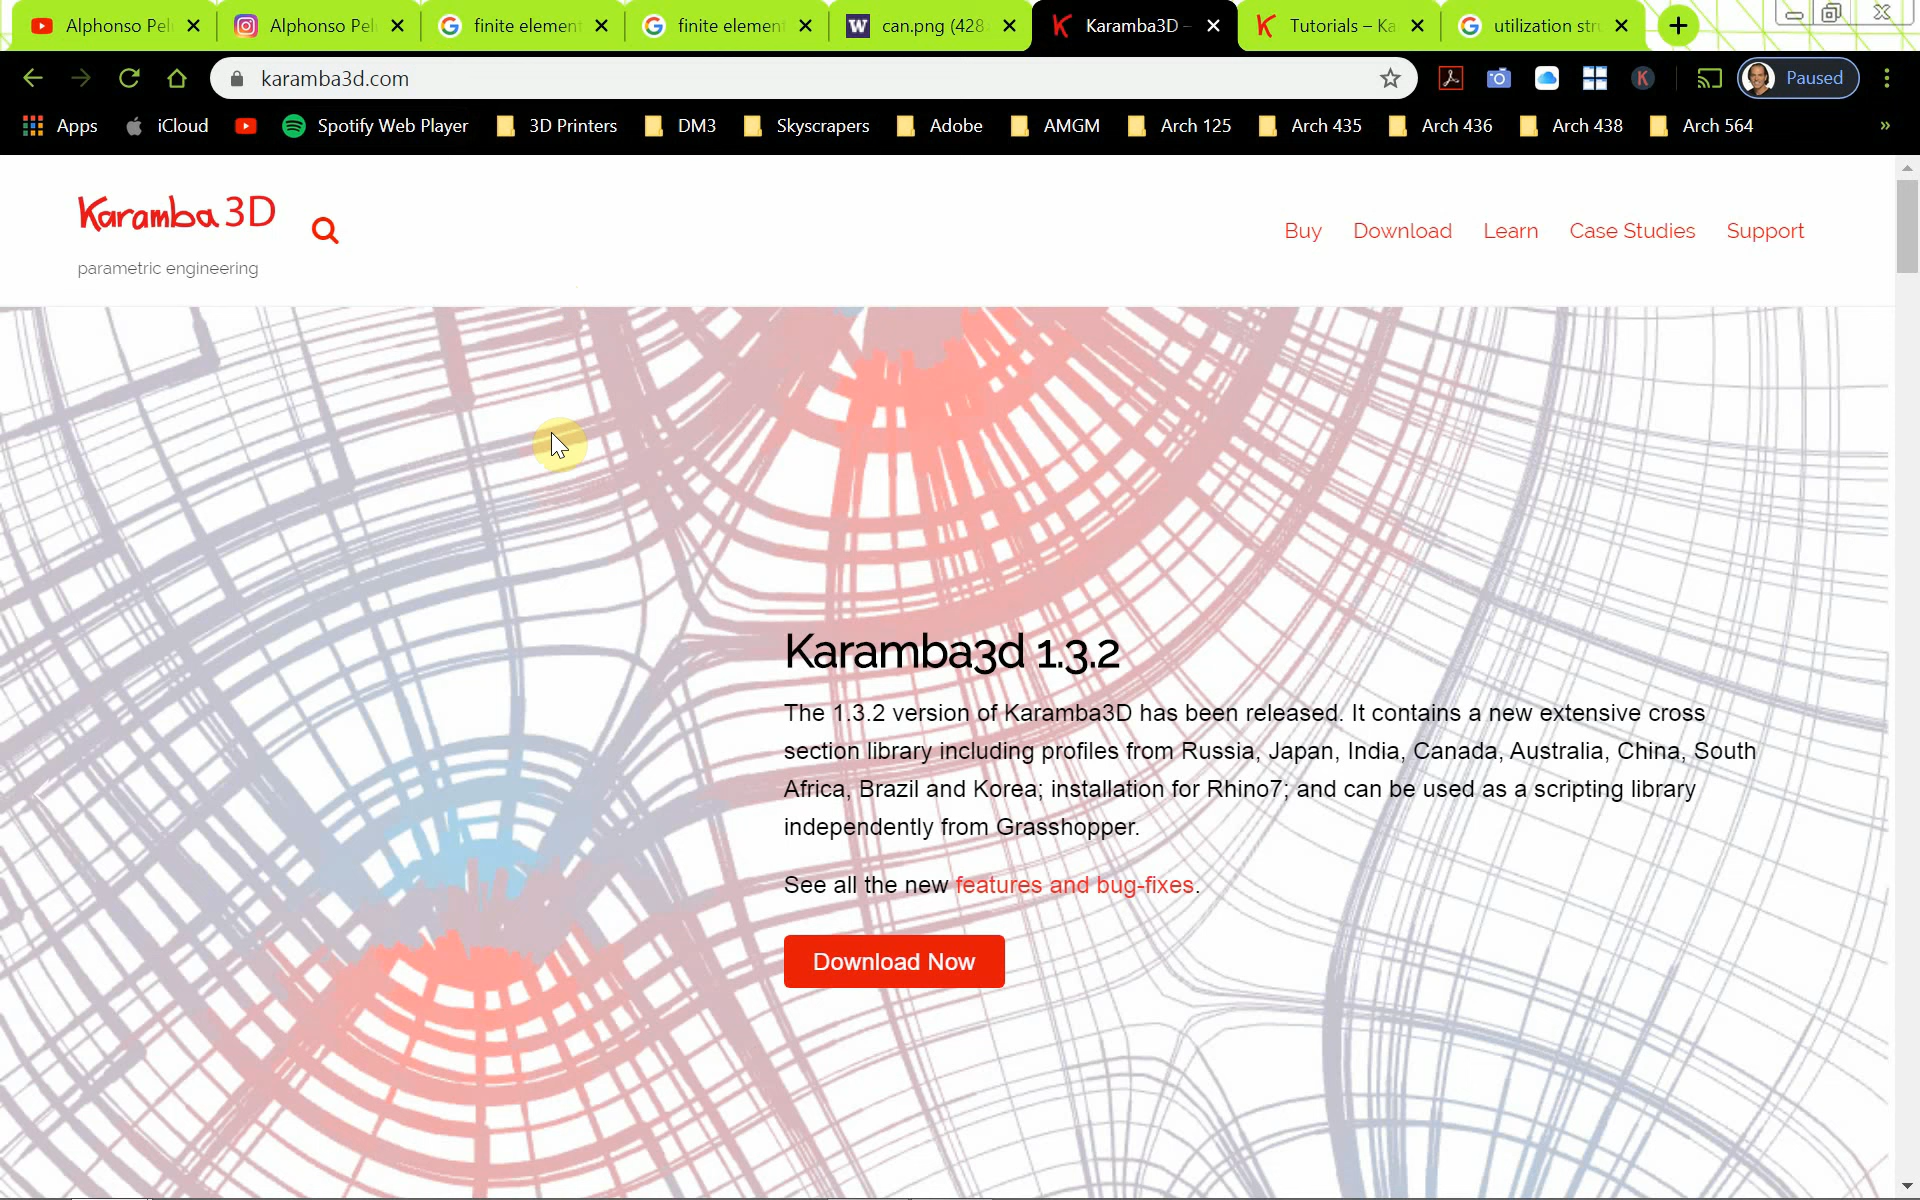 Alphonso Pel
Alphonso Pel
finite element
finite element
can.png (428
Karamba3D –
Tutorials – Ka
utilization stru
karamba3d.com
Paused
Apps
iCloud
Spotify Web Player
3D Printers
DM3
Skyscrapers
Adobe
AMGM
Arch 125
Arch 435
Arch 436
Arch 438
Arch 564
Karamba 3D
parametric engineering
Buy
Download
Learn
Case Studies
Support
Karamba3d 1.3.2
The 1.3.2 version of Karamba3D has been released. It contains a new extensive cross
section library including profiles from Russia, Japan, India, Canada, Australia, China, South
Africa, Brazil and Korea; installation for Rhino7; and can be used as a scripting library
independently from Grasshopper.
See all the new features and bug-fixes.
Download Now